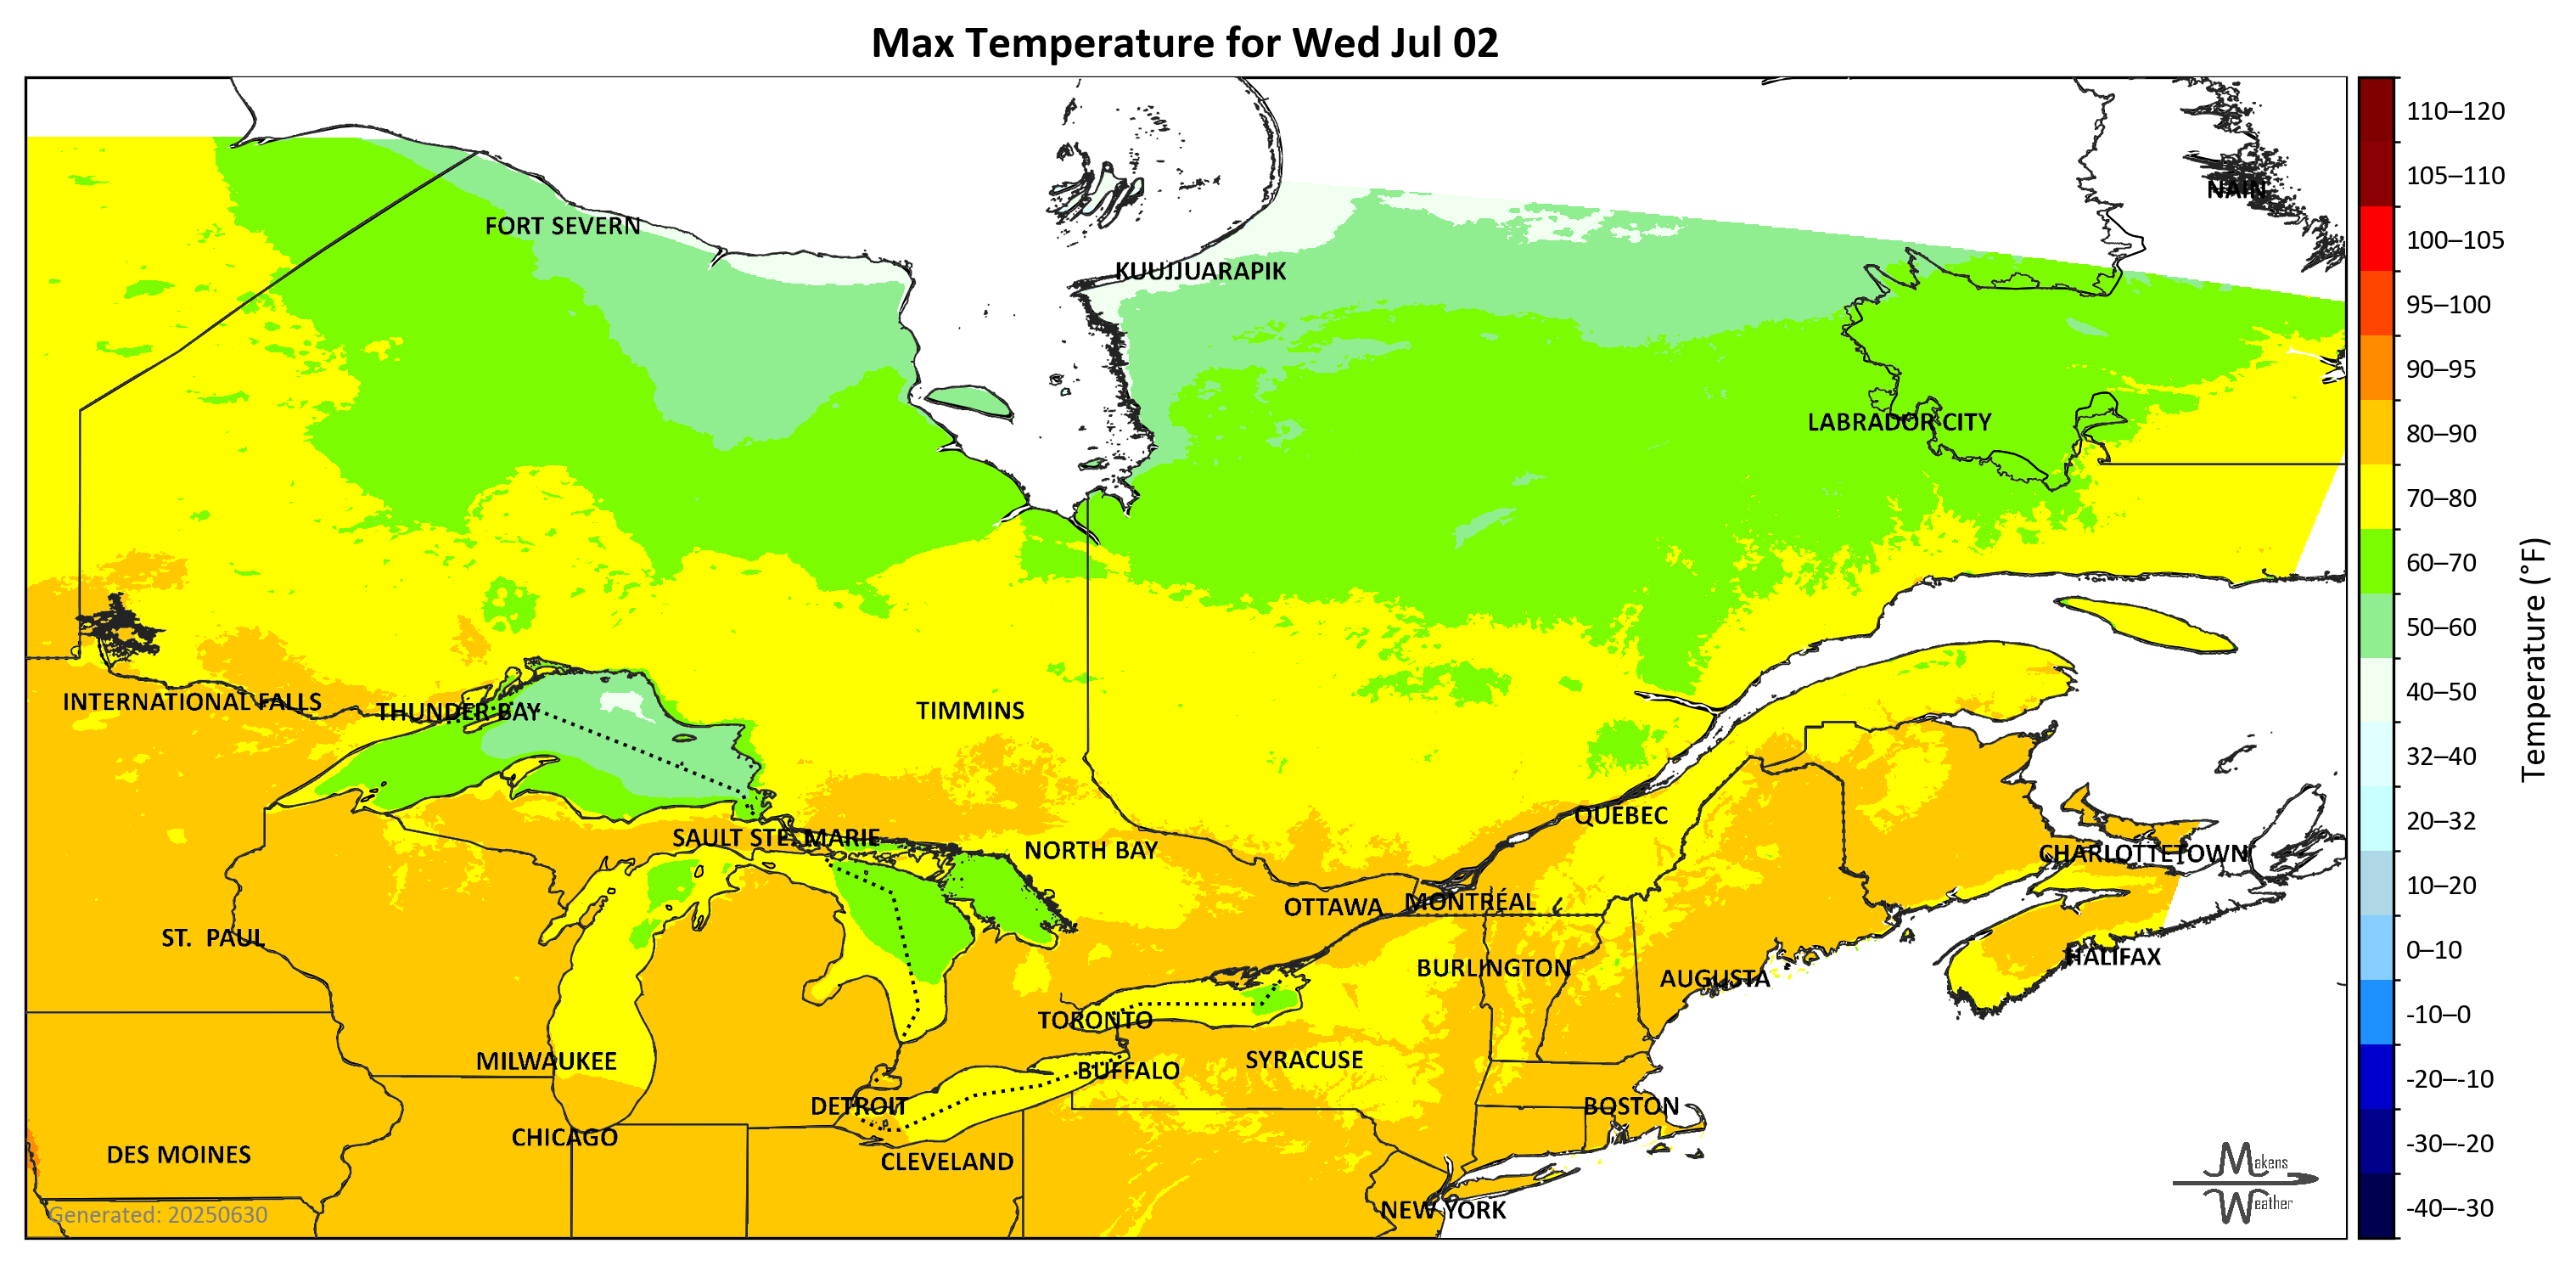 Max Temperature for Wed Jul 02
110–120
105–110
NAIN
FORT SEVERN
100–105
KUUJJUARAPIK
95–100
90–95
LABRADOR CITY
80–90
70–80
60–70
50–60
Temperature (°F)
40–50
INTERNATIONAL FALLS
THUNDER BAY
TIMMINS
32–40
QUÉBEC
20–32
SAULT STE. MARIE
NORTH BAY
CHARLOTTETOWN
10–20
OTTAWA
MONTRÉAL
ST. PAUL
0–10
HALIFAX
BURLINGTON
AUGUSTA
-10–0
TORONTO
MILWAUKEE
SYRACUSE
BUFFALO
-20–-10
DETROIT
BOSTON
CHICAGO
-30–-20
DES MOINES
CLEVELAND
Makens
Weather
NEW YORK
-40–-30
Generated: 20250630